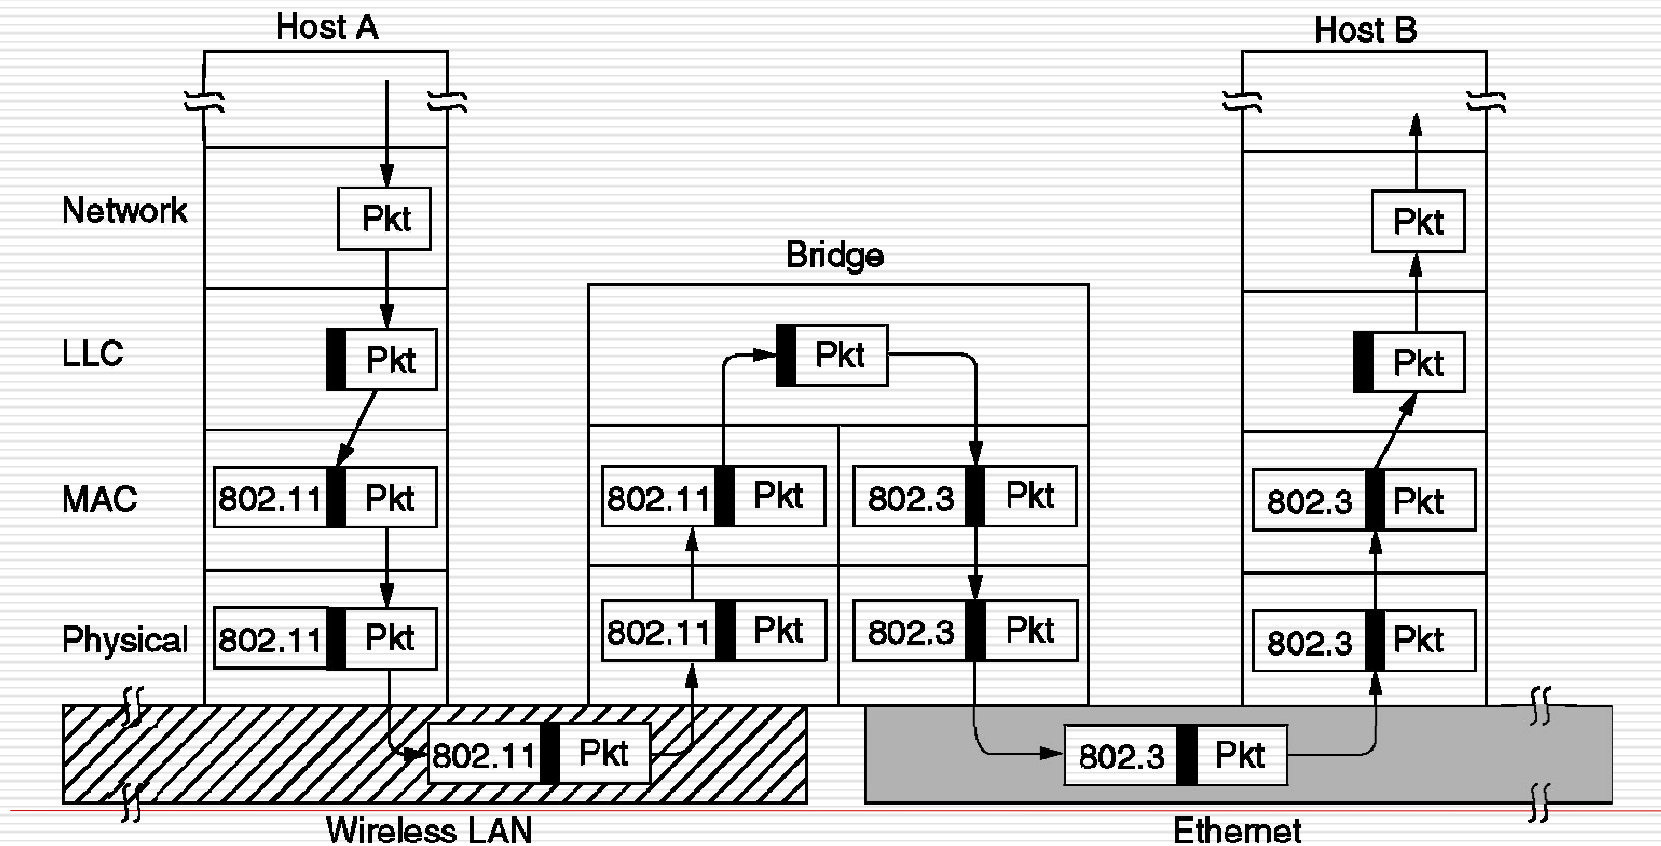 Host A
Host B
Network
Pkt
Pkt
Bridge
LLC
Pkt
Pkt
Pkt
MAC
802.11 Pkt
802.11 Pkt
802.3 Pkt
802.3 Pkt
Physical
802.11 Pkt
802.11 Pkt
802.3 Pkt
802.3 Pkt
802.11 Pkt
802.3 Pkt
Wireless LAN
Ethernet